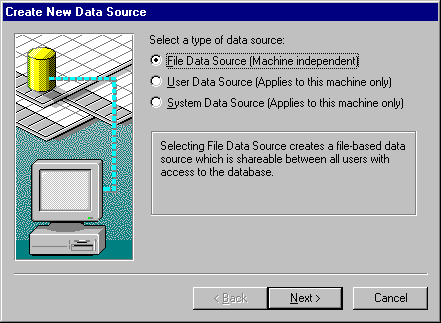 Create New Data Source
Select a type of data source:
File Data Source (Machine independent)
User Data Source (Applies to this machine only)
System Data Source (Applies to this machine only)
Selecting File Data Source creates a file-based data
source which is shareable between all users with
access to the database.
< Back
Next >
Cancel